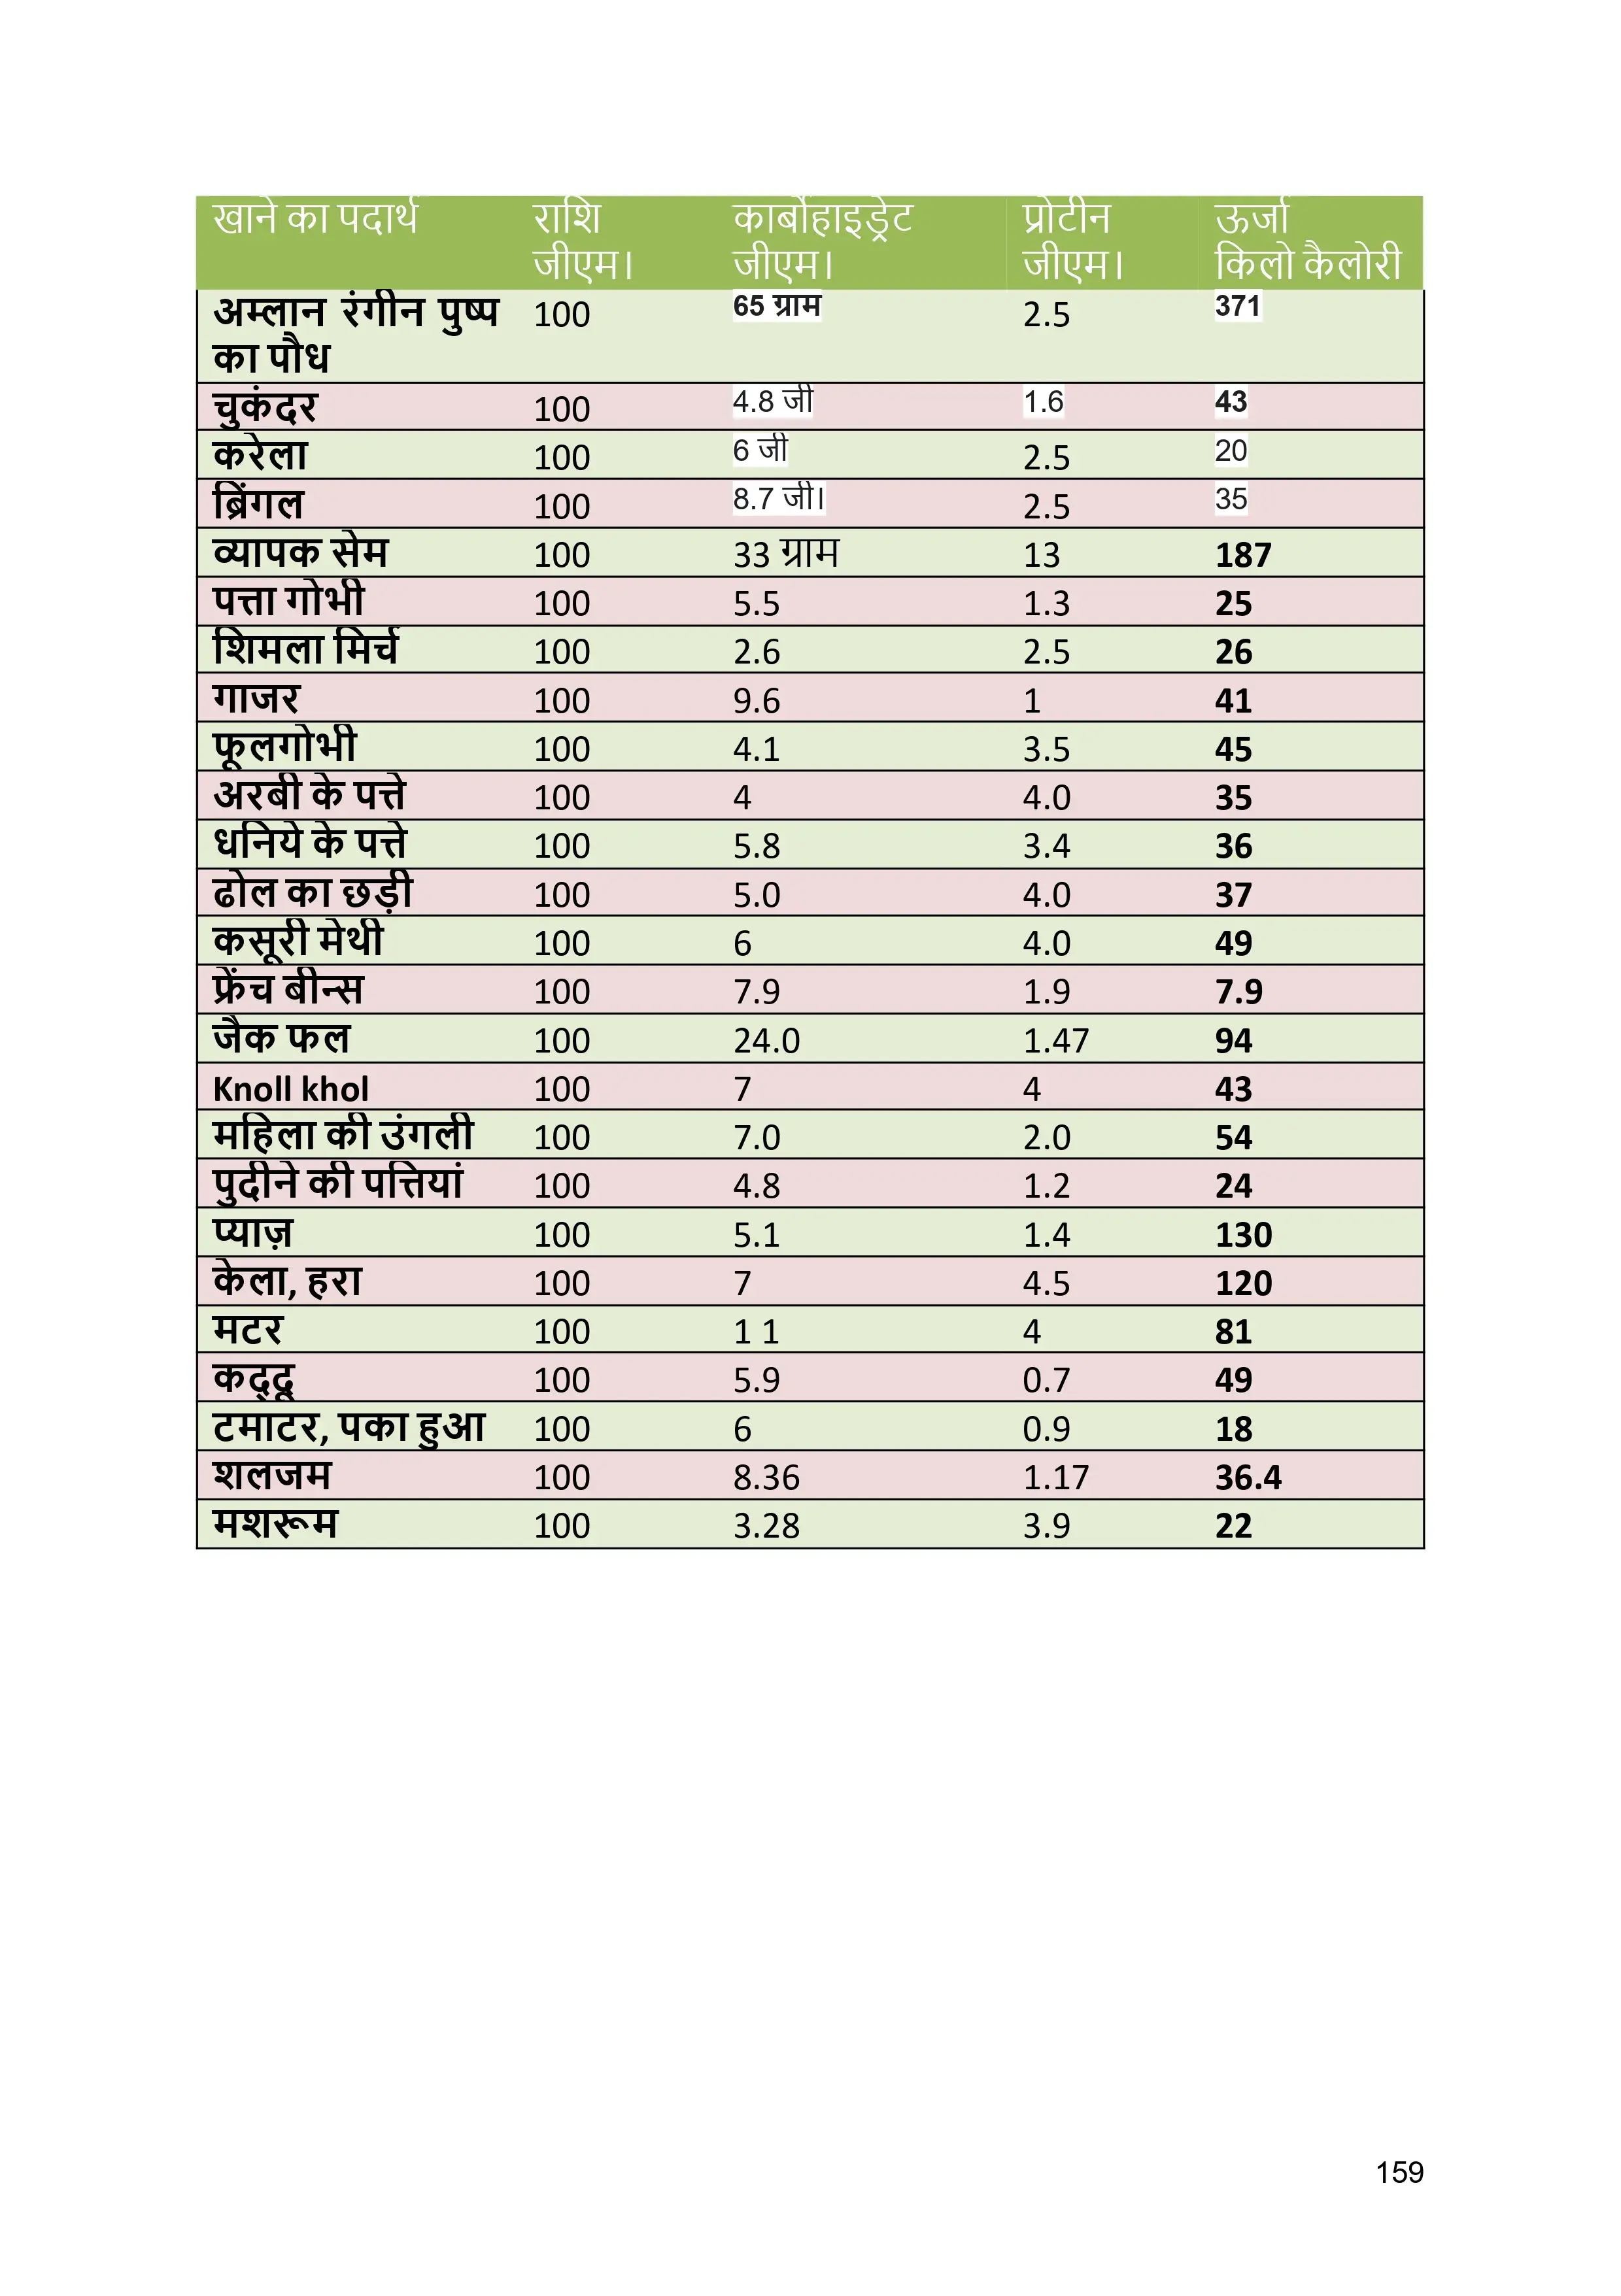 खाने का पदार्थ राशि जीएम। कार्बोहाइड्रेट जीएम। प्रोटीन जीएम। ऊर्जा किलो कैलोरी
अम्लान रंगीन पुष्प का पौध 100 65 ग्राम 2.5 371
चुकंदर 100 4.8 जी 1.6 43
करेला 100 6 जी 2.5 20
ब्रिंगल 100 8.7 जी। 2.5 35
व्यापक सेम 100 33 ग्राम 13 187
पत्ता गोभी 100 5.5 1.3 25
शिमला मिर्च 100 2.6 2.5 26
गाजर 100 9.6 1 41
फूलगोभी 100 4.1 3.5 45
अरबी के पत्ते 100 4 4.0 35
धनिये के पत्ते 100 5.8 3.4 36
ढोल का छड़ी 100 5.0 4.0 37
कसूरी मेथी 100 6 4.0 49
फ्रेंच बीन्स 100 7.9 1.9 7.9
जैक फल 100 24.0 1.47 94
Knoll khol 100 7 4 43
महिला की उंगली 100 7.0 2.0 54
पुदीने की पत्तियां 100 4.8 1.2 24
प्याज़ 100 5.1 1.4 130
केला, हरा 100 7 4.5 120
मटर 100 1 1 4 81
कद्दू 100 5.9 0.7 49
टमाटर, पका हुआ 100 6 0.9 18
शलजम 100 8.36 1.17 36.4
मशरूम 100 3.28 3.9 22
159